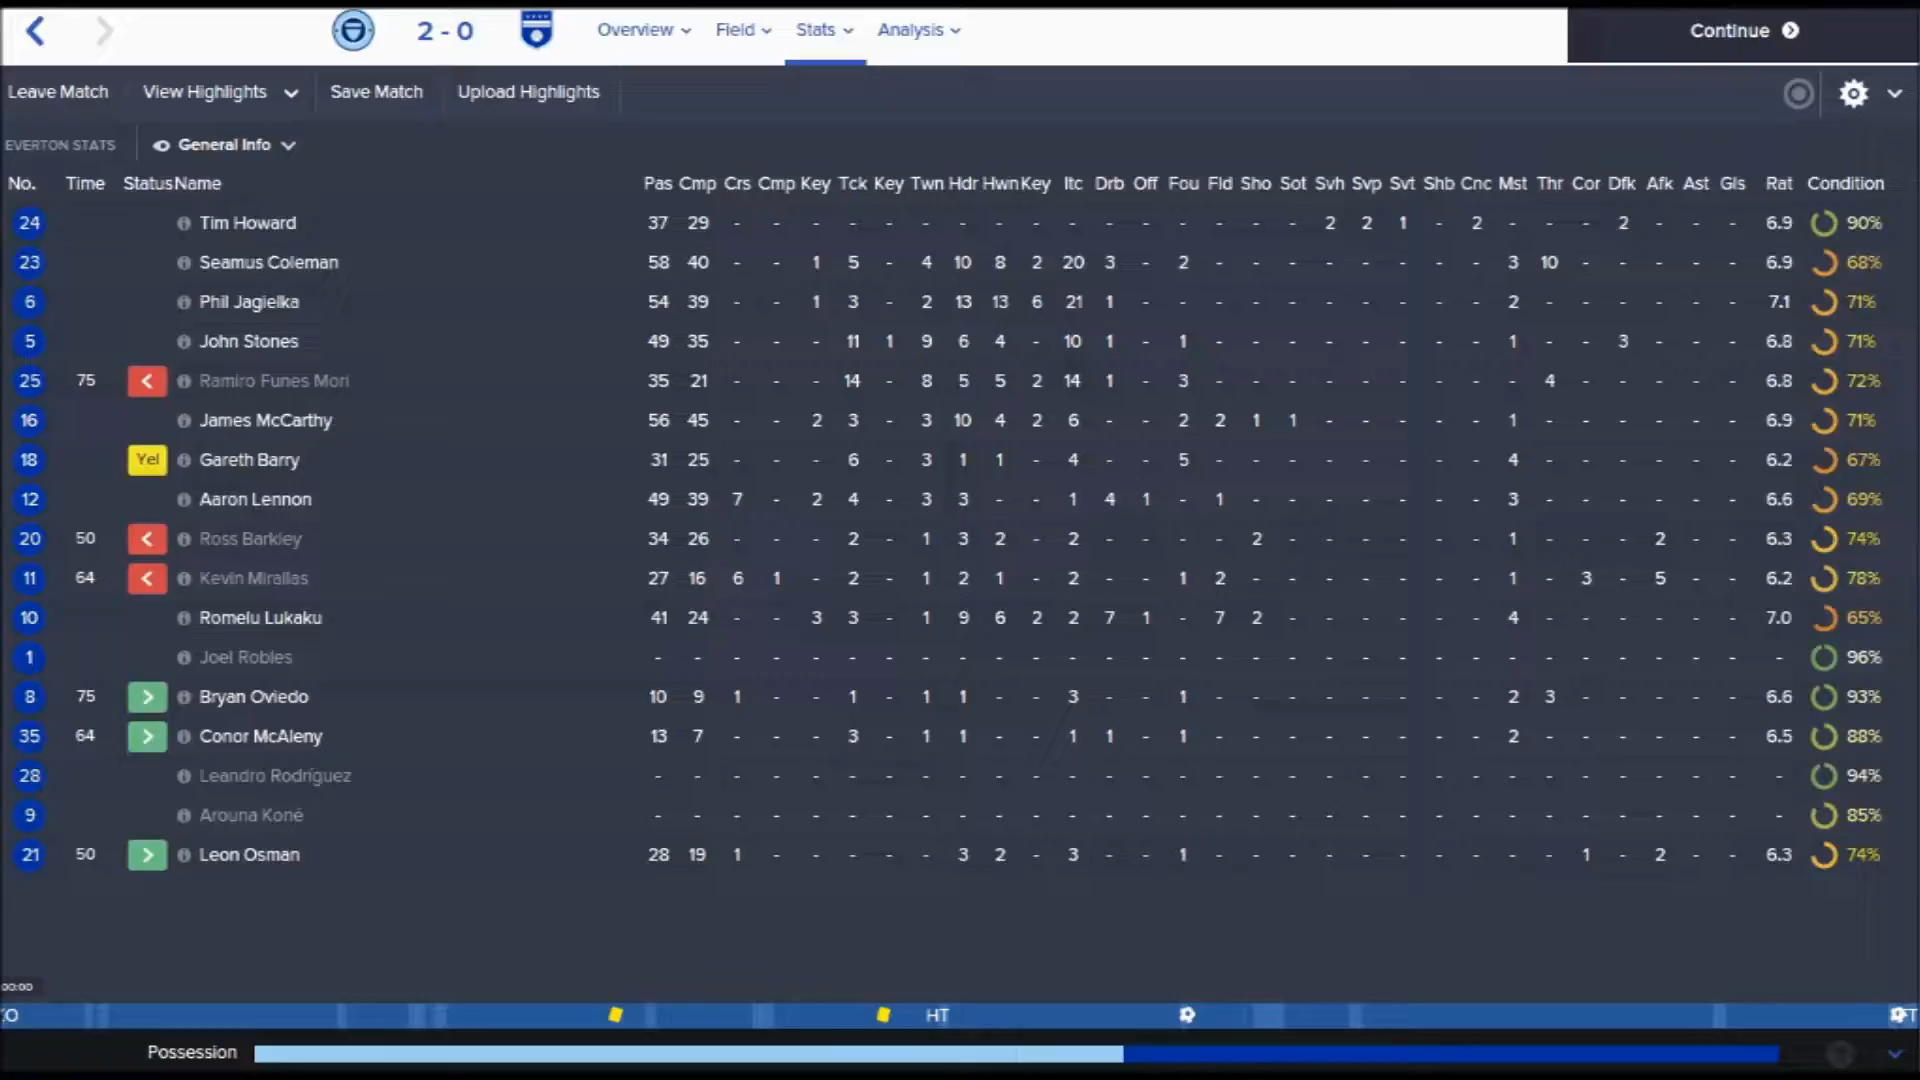 2 - 0 Overview Field Stats Analysis Continue
Leave Match View Highlights Save Match Upload Highlights
EVERTON STATS General Info
No. Time Status Name Pas Cmp Crs Cmp Key Tck Key Twn Hdr Hwn Key Itc Drb Off Fou Fld Sho Sot Svh Svp Svt Shb Cnc Mst Thr Cor Dfk Afk Ast Gls Rat Condition
24 Tim Howard 37 29 - - - - - - - - - - - - - - - - 2 2 1 - 2 - - - 2 - - - 6.9 90%
23 Seamus Coleman 58 40 - - 1 5 - 4 10 8 2 20 3 - 2 - - - - - - - - 3 10 - - - - - 6.9 68%
6 Phil Jagielka 54 39 - - 1 3 - 2 13 13 6 21 1 - - - - - - - - - - 2 - - - - - - 7.1 71%
5 John Stones 49 35 - - - 11 1 9 6 4 - 10 1 - 1 - - - - - - - - 1 - - 3 - - - 6.8 71%
25 75 Ramiro Funes Mori 35 21 - - - 14 - 8 5 5 2 14 1 - 3 - - - - - - - - - 4 - - - - - 6.8 72%
16 James McCarthy 56 45 - - 2 3 - 3 10 4 2 6 - - 2 2 1 1 - - - - - 1 - - - - - - 6.9 71%
18 Yel Gareth Barry 31 25 - - - 6 - 3 1 1 - 4 - - 5 - - - - - - - - 4 - - - - - - 6.2 67%
12 Aaron Lennon 49 39 7 - 2 4 - 3 3 - - 1 4 1 - 1 - - - - - - - 3 - - - - - - 6.6 69%
20 50 Ross Barkley 34 26 - - - 2 - 1 3 2 - 2 - - - - 2 - - - - - - 1 - - - 2 - - 6.3 74%
11 64 Kevin Mirallas 27 16 6 1 - 2 - 1 2 1 - 2 - - 1 2 - - - - - - - 1 - 3 - 5 - - 6.2 78%
10 Romelu Lukaku 41 24 - - 3 3 - 1 9 6 2 2 7 1 - 7 2 - - - - - - 4 - - - - - - 7.0 65%
1 Joel Robles - - - - - - - - - - - - - - - - - - - - - - - - - - - - - - - 96%
8 75 Bryan Oviedo 10 9 1 - - 1 - 1 1 - - 3 - - 1 - - - - - - - - 2 3 - - - - - 6.6 93%
35 64 Conor McAleny 13 7 - - - 3 - 1 1 - - 1 1 - 1 - - - - - - - - 2 - - - - - - 6.5 88%
28 Leandro Rodríguez - - - - - - - - - - - - - - - - - - - - - - - - - - - - - - - 94%
9 Arouna Koné - - - - - - - - - - - - - - - - - - - - - - - - - - - - - - - 85%
21 50 Leon Osman 28 19 1 - - - - - 3 2 - 3 - - 1 - - - - - - - - - - 1 - 2 - - 6.3 74%
00:00
HT
Possession